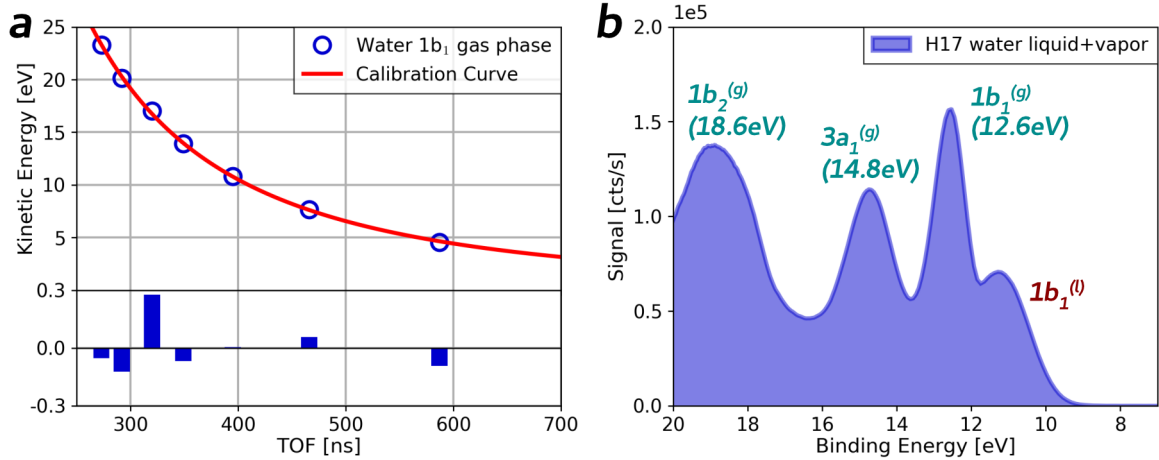 a
Kinetic Energy [eV]
25
20
15
10
5
0.3
0.0
-0.3
Water 1b₁ gas phase
Calibration Curve
300
400
500
600
700
TOF [ns]
b
1e5
Signal [cts/s]
2.0
1.5
1.0
0.5
0.0
H17 water liquid+vapor
1b₂⁽ᵍ⁾
(18.6eV)
3a₁⁽ᵍ⁾
(14.8eV)
1b₁⁽ᵍ⁾
(12.6eV)
1b₁⁽ˡ⁾
20
18
16
14
12
10
8
Binding Energy [eV]